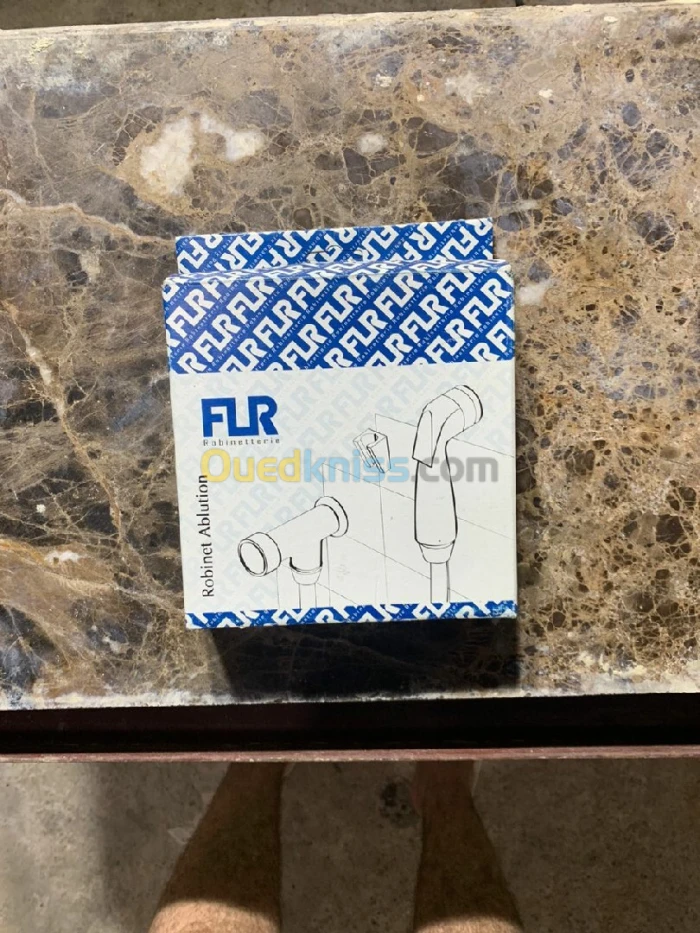 FLR
Robinetterie
Ouedkniss.com
Robinet Ablution